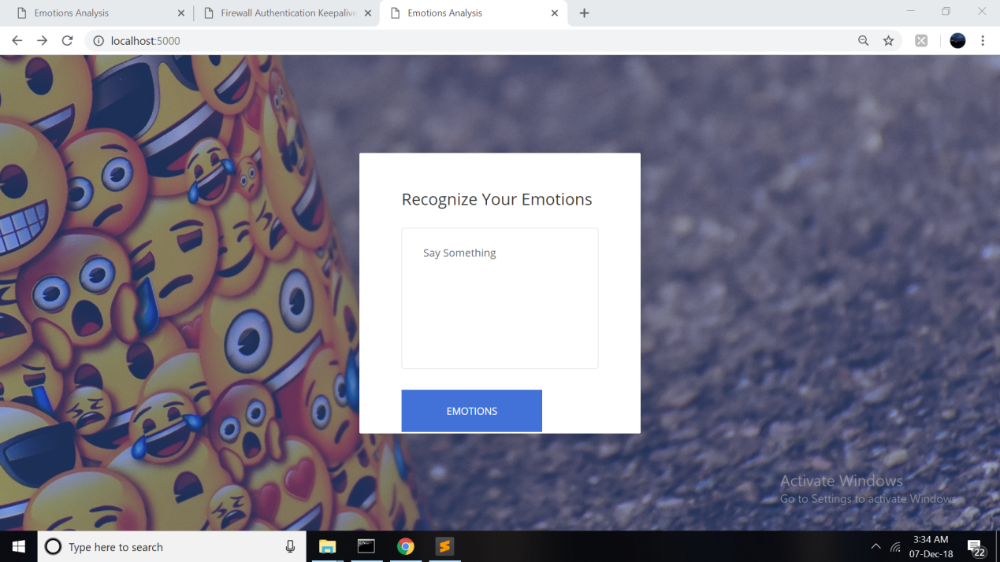 Emotions Analysis
Firewall Authentication Keepalive
Emotions Analysis
localhost:5000
Recognize Your Emotions
Say Something
EMOTIONS
Activate Windows
Go to Settings to activate Windows.
Type here to search
3:34 AM
07-Dec-18
22